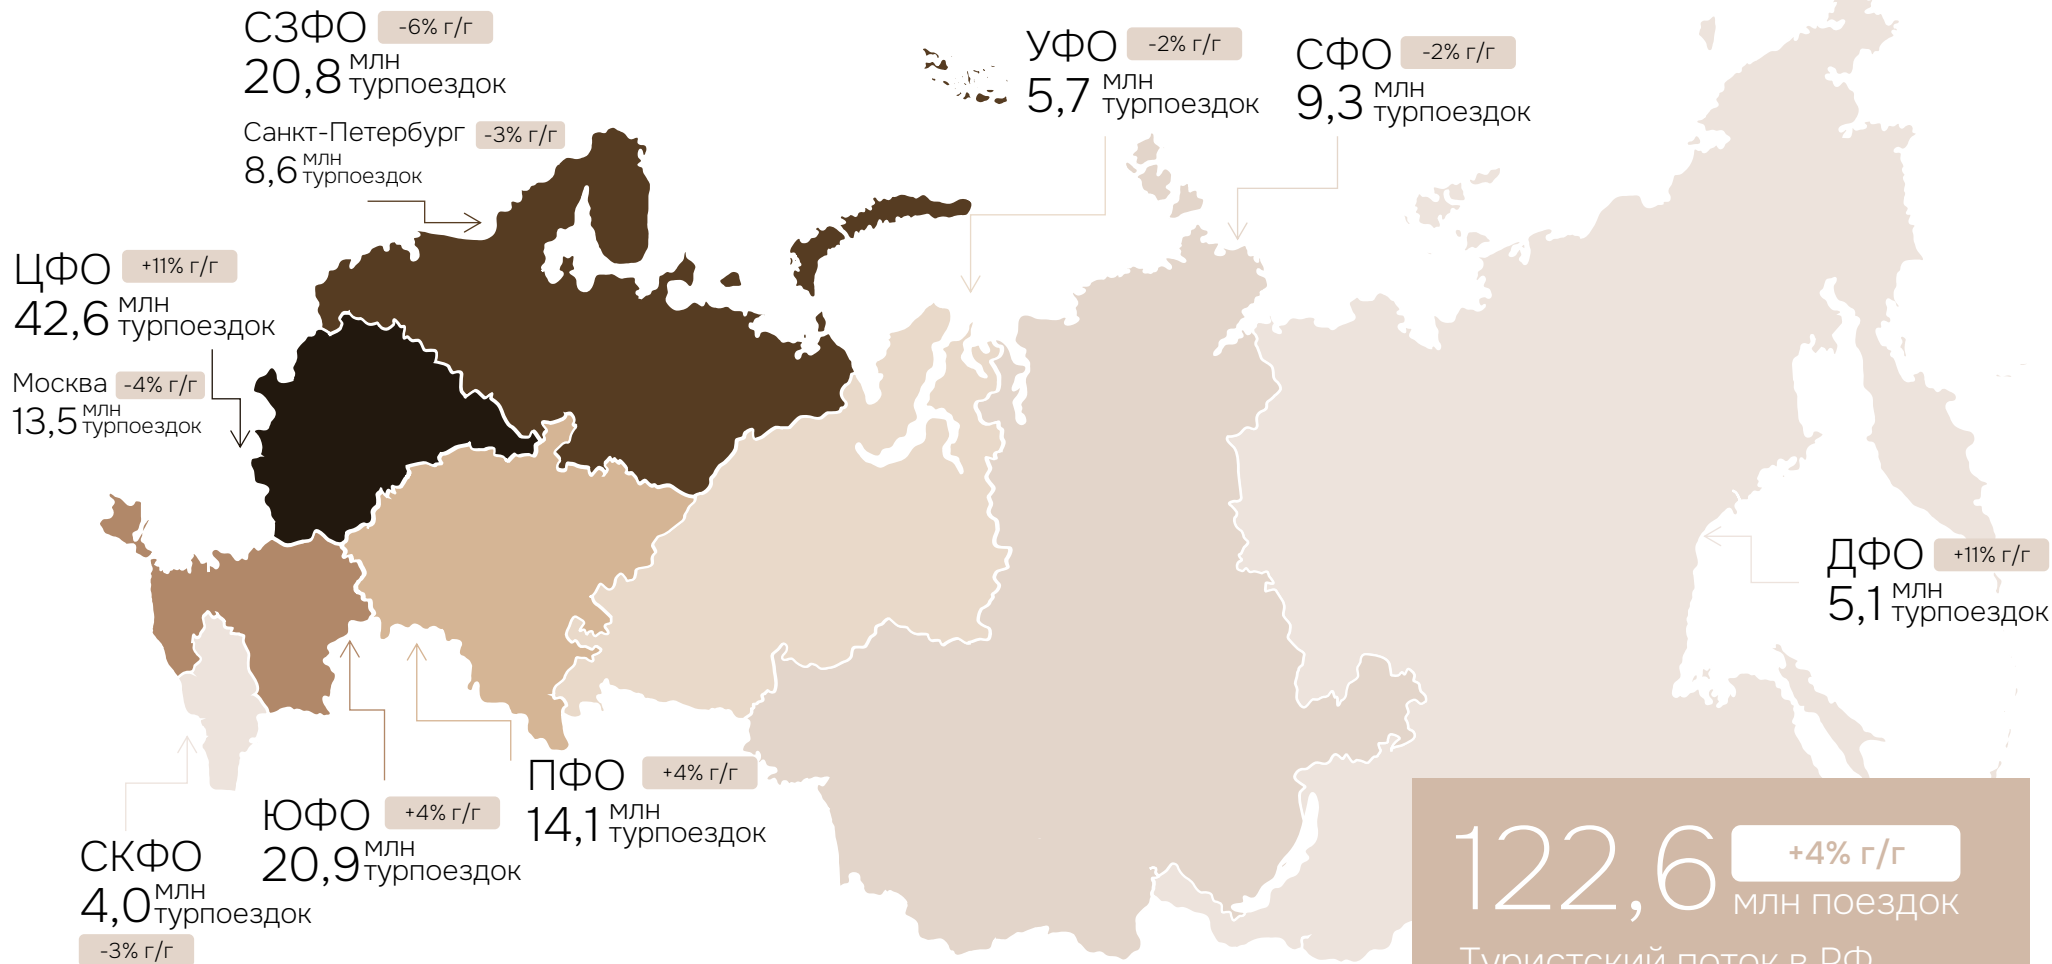 СЗФО -6% г/г
20,8 млн турпоездок
Санкт-Петербург -3% г/г
8,6 млн турпоездок
УФО -2% г/г
5,7 млн турпоездок
СФО -2% г/г
9,3 млн турпоездок
ЦФО +11% г/г
42,6 млн турпоездок
Москва -4% г/г
13,5 млн турпоездок
ДФО +11% г/г
5,1 млн турпоездок
ПФО +4% г/г
14,1 млн турпоездок
ЮФО +4% г/г
20,9 млн турпоездок
СКФО
4,0 млн турпоездок
-3% г/г
122,6 +4% г/г
млн поездок
Туристский поток в РФ